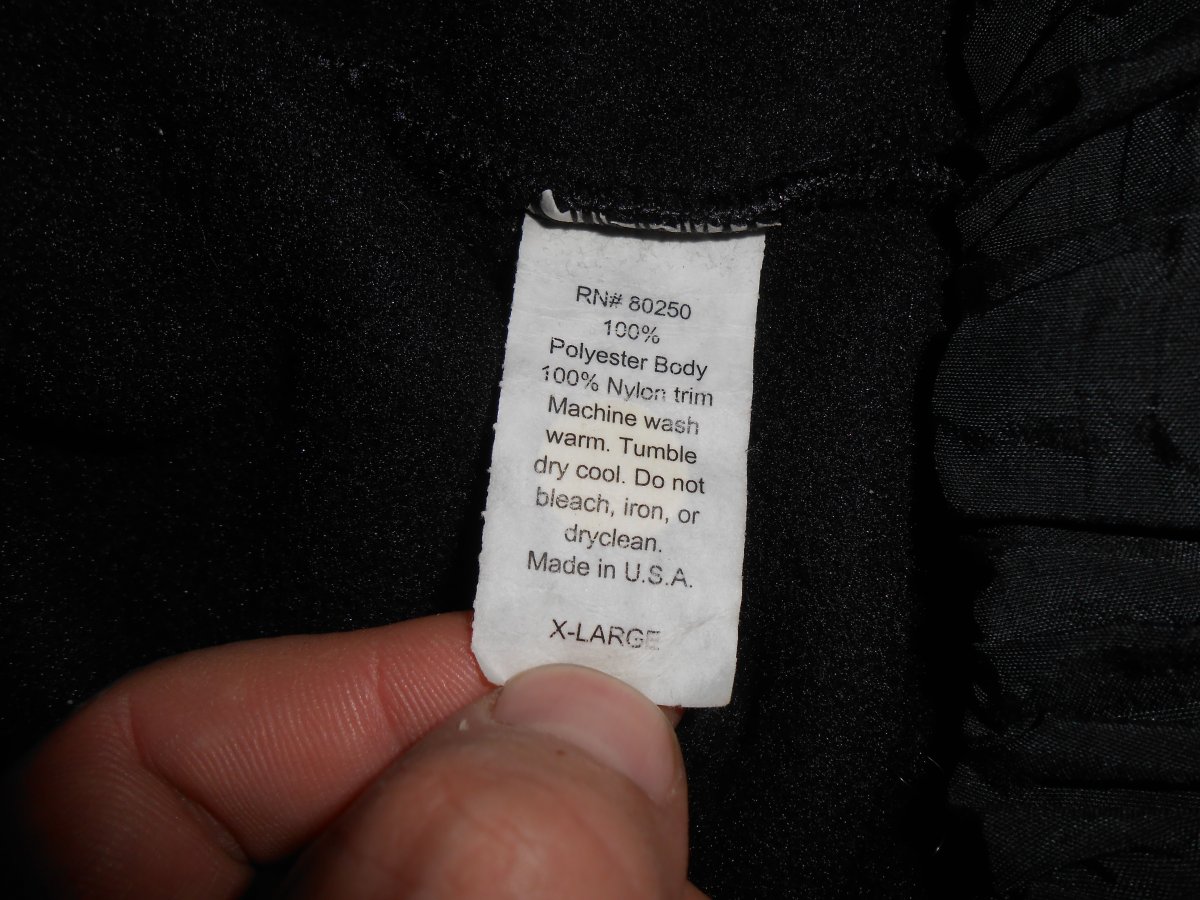 RN# 80250
100%
Polyester Body
100% Nylon trim
Machine wash
warm. Tumble
dry cool. Do not
bleach, iron, or
dryclean.
Made in U.S.A.
X-LARGE